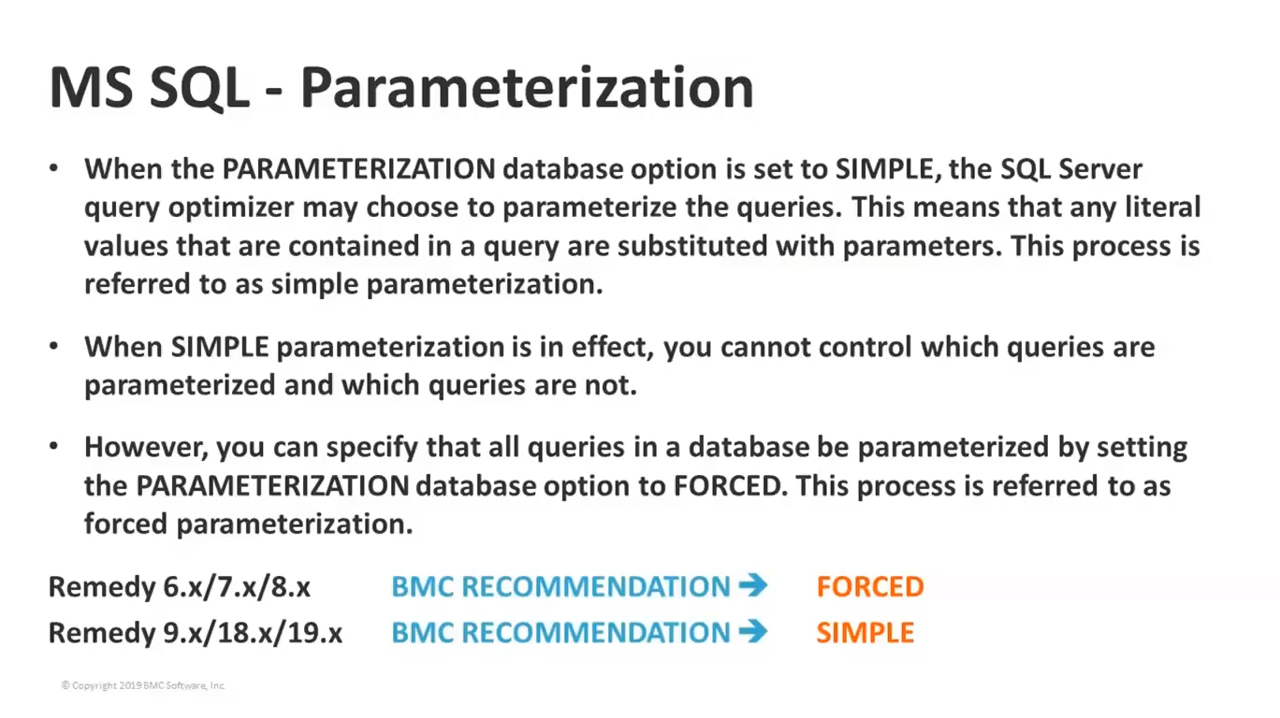 MS SQL - Parameterization
• When the PARAMETERIZATION database option is set to SIMPLE, the SQL Server
query optimizer may choose to parameterize the queries. This means that any literal
values that are contained in a query are substituted with parameters. This process is
referred to as simple parameterization.
• When SIMPLE parameterization is in effect, you cannot control which queries are
parameterized and which queries are not.
• However, you can specify that all queries in a database be parameterized by setting
the PARAMETERIZATION database option to FORCED. This process is referred to as
forced parameterization.
Remedy 6.x/7.x/8.x BMC RECOMMENDATION ➔ FORCED
Remedy 9.x/18.x/19.x BMC RECOMMENDATION ➔ SIMPLE
© Copyright 2019 BMC Software, Inc.